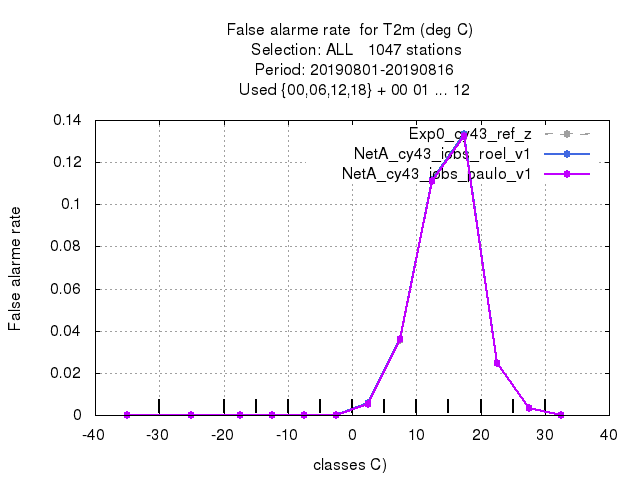 False alarme rate  for T2m (deg C)
Selection: ALL   1047 stations
Period: 20190801-20190816
Used {00,06,12,18} + 00 01 ... 12
Exp0_cy43_ref_z
NetA_cy43_iobs_roel_v1
NetA_cy43_iobs_paulo_v1
0.14
0.12
0.1
0.08
0.06
0.04
0.02
0
False alarme rate
-40 -30 -20 -10 0 10 20 30 40
classes C)